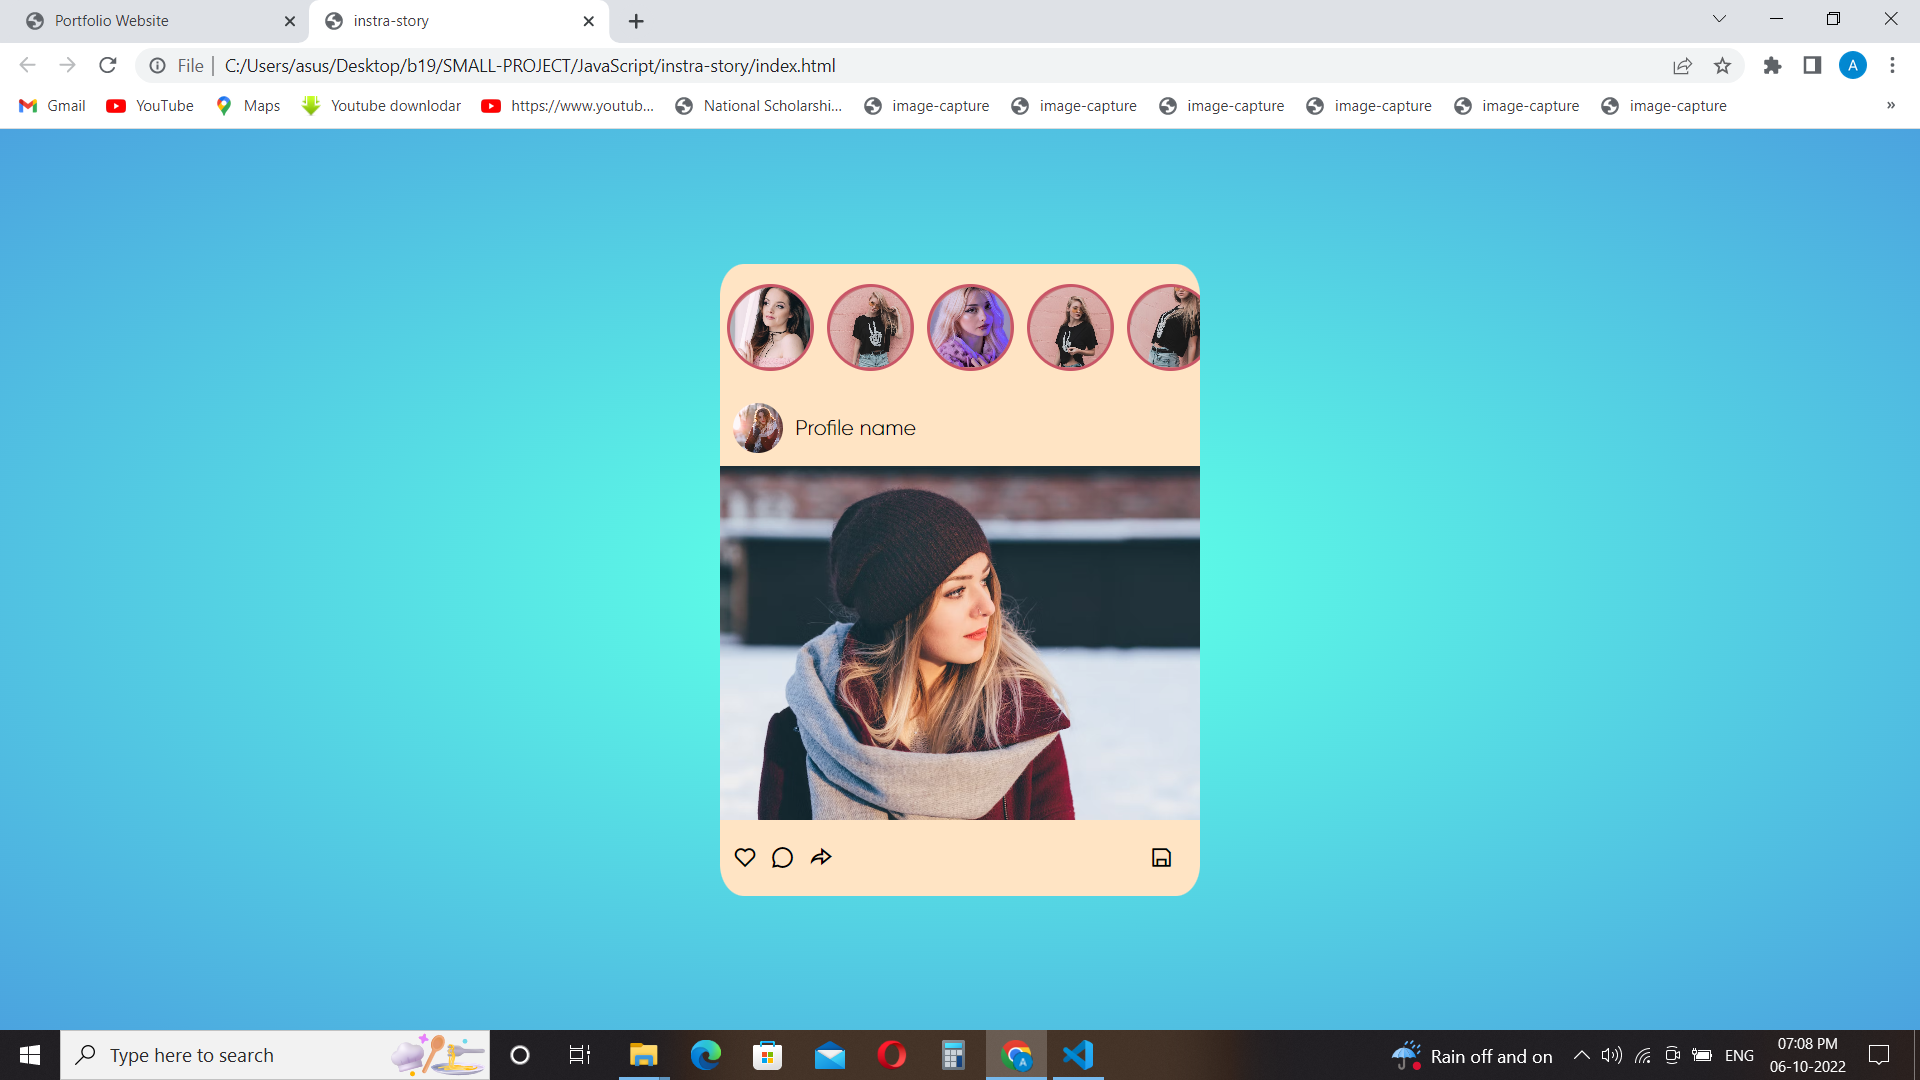 Portfolio Website
instra-story
File
C:/Users/asus/Desktop/b19/SMALL-PROJECT/JavaScript/instra-story/index.html
A
Gmail
YouTube
Maps
Youtube downlodar
https://www.youtub...
National Scholarshi...
image-capture
image-capture
image-capture
image-capture
image-capture
image-capture
»
Profile name
Type here to search
A
Rain off and on
ENG
07:08 PM
06-10-2022